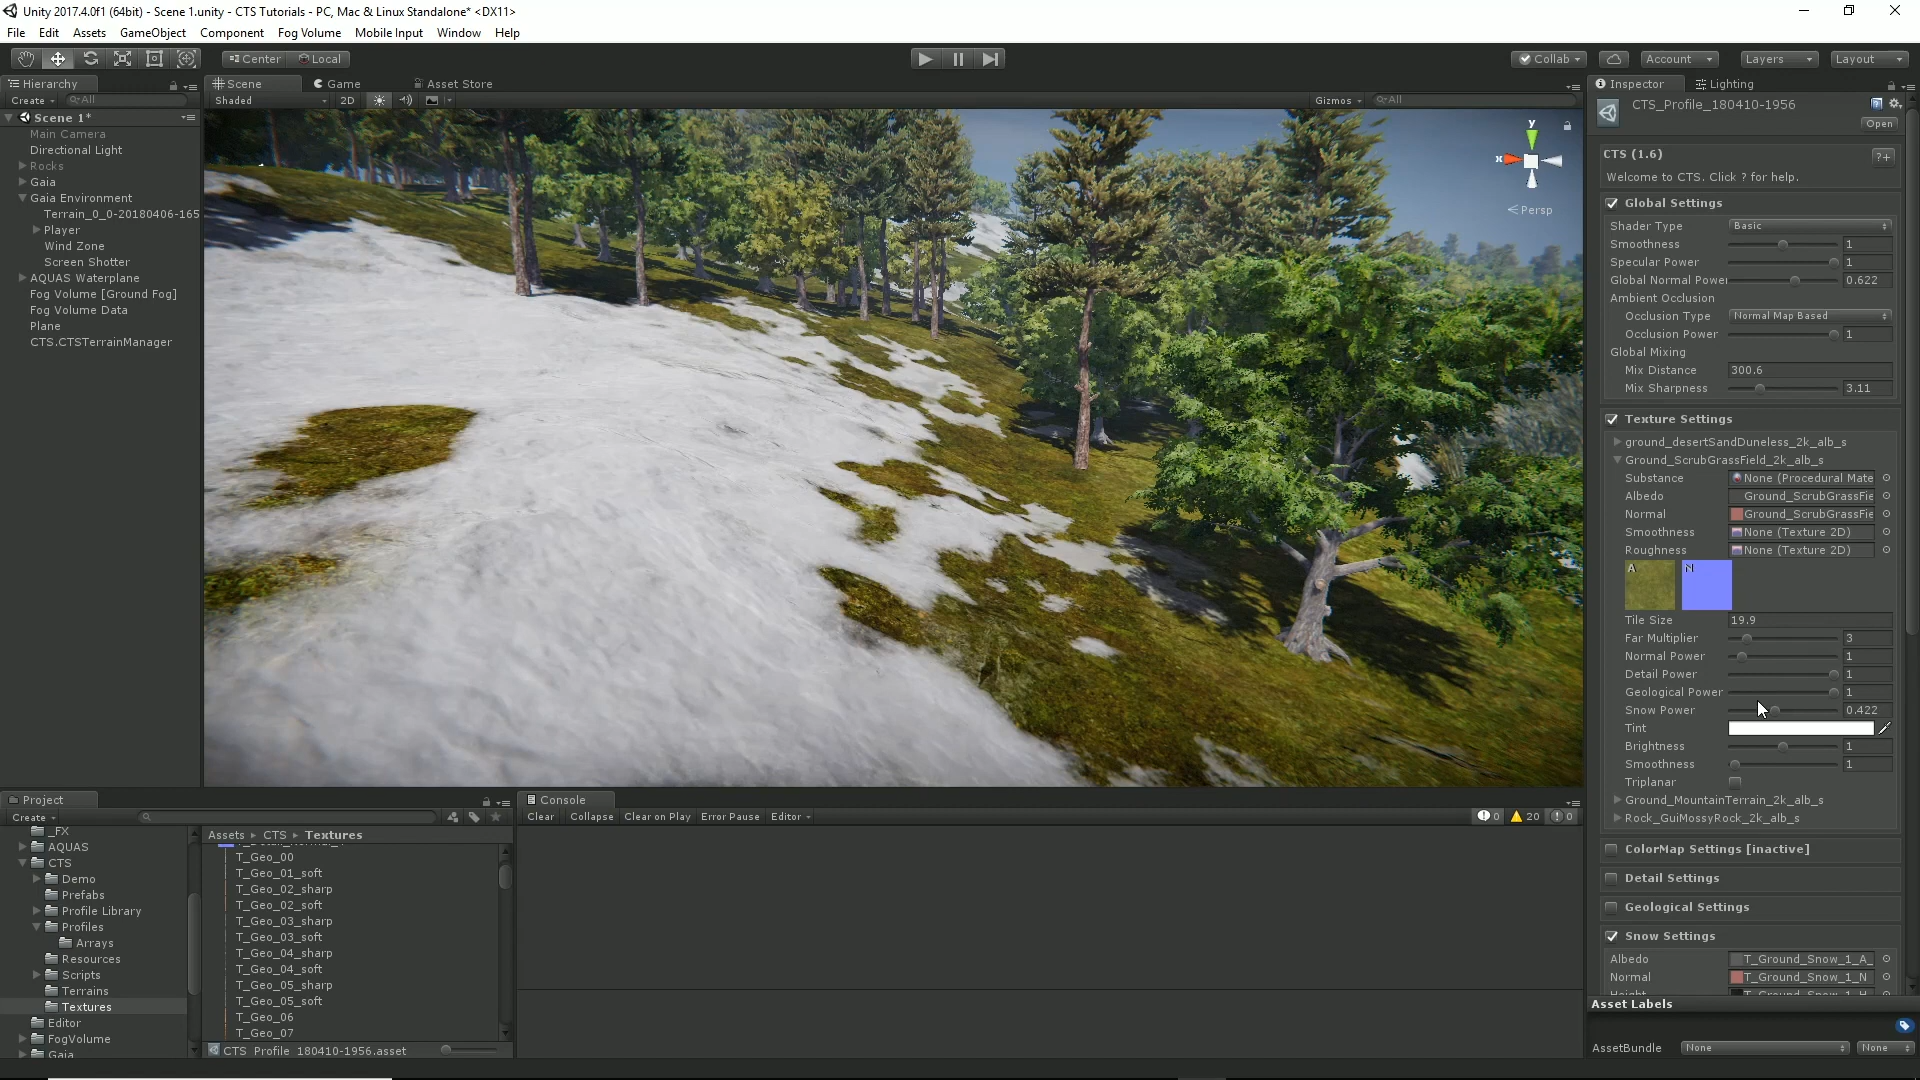 Unity 2017.4.0f1 (64bit) - Scene 1.unity - CTS Tutorials - PC, Mac & Linux Standalone* <DX11>
File Edit Assets GameObject Component Fog Volume Mobile Input Window Help
Center Local Collab Account Layers Layout
Hierarchy
Create All
Scene 1*
Main Camera
Directional Light
Rocks
Gaia
Gaia Environment
Terrain_0_0-20180406-165
Player
Wind Zone
Screen Shotter
AQUAS Waterplane
Fog Volume [Ground Fog]
Fog Volume Data
Plane
CTS.CTSTerrainManager
Scene Game Asset Store
Shaded 2D Gizmos All
y
x
Persp
Inspector Lighting
CTS_Profile_180410-1956
Open
CTS (1.6) ?+
Welcome to CTS. Click ? for help.
Global Settings
Shader Type Basic
Smoothness 1
Specular Power 1
Global Normal Power 0.622
Ambient Occlusion
Occlusion Type Normal Map Based
Occlusion Power 1
Global Mixing
Mix Distance 300.6
Mix Sharpness 3.11
Texture Settings
ground_desertSandDuneless_2k_alb_s
Ground_ScrubGrassField_2k_alb_s
Substance None (Procedural Mate
Albedo Ground_ScrubGrassFie
Normal Ground_ScrubGrassFie
Smoothness None (Texture 2D)
Roughness None (Texture 2D)
A N
Tile Size 19.9
Far Multiplier 3
Normal Power 1
Detail Power 1
Geological Power 1
Snow Power 0.422
Tint
Brightness 1
Smoothness 1
Triplanar
Ground_MountainTerrain_2k_alb_s
Rock_GuiMossyRock_2k_alb_s
ColorMap Settings [inactive]
Detail Settings
Geological Settings
Snow Settings
Albedo T_Ground_Snow_1_A_
Normal T_Ground_Snow_1_N
Height T_Ground_Snow_1_H
Asset Labels
AssetBundle None None
Project
Create
_FX
AQUAS
CTS
Demo
Prefabs
Profile Library
Profiles
Arrays
Resources
Scripts
Terrains
Textures
Editor
FogVolume
Gaia
Assets CTS Textures
T_Geo_00
T_Geo_01_soft
T_Geo_02_sharp
T_Geo_02_soft
T_Geo_03_sharp
T_Geo_03_soft
T_Geo_04_sharp
T_Geo_04_soft
T_Geo_05_sharp
T_Geo_05_soft
T_Geo_06
T_Geo_07
CTS_Profile_180410-1956.asset
Console
Clear Collapse Clear on Play Error Pause Editor 0 20 0